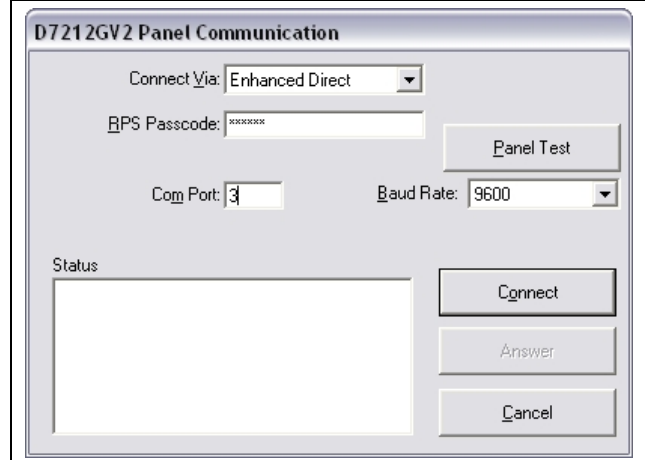 D7212GV2 Panel Communication
Connect Via: Enhanced Direct
RPS Passcode: ××××××
Panel Test
Com Port: 3 Baud Rate: 9600
Status
Connect
Answer
Cancel